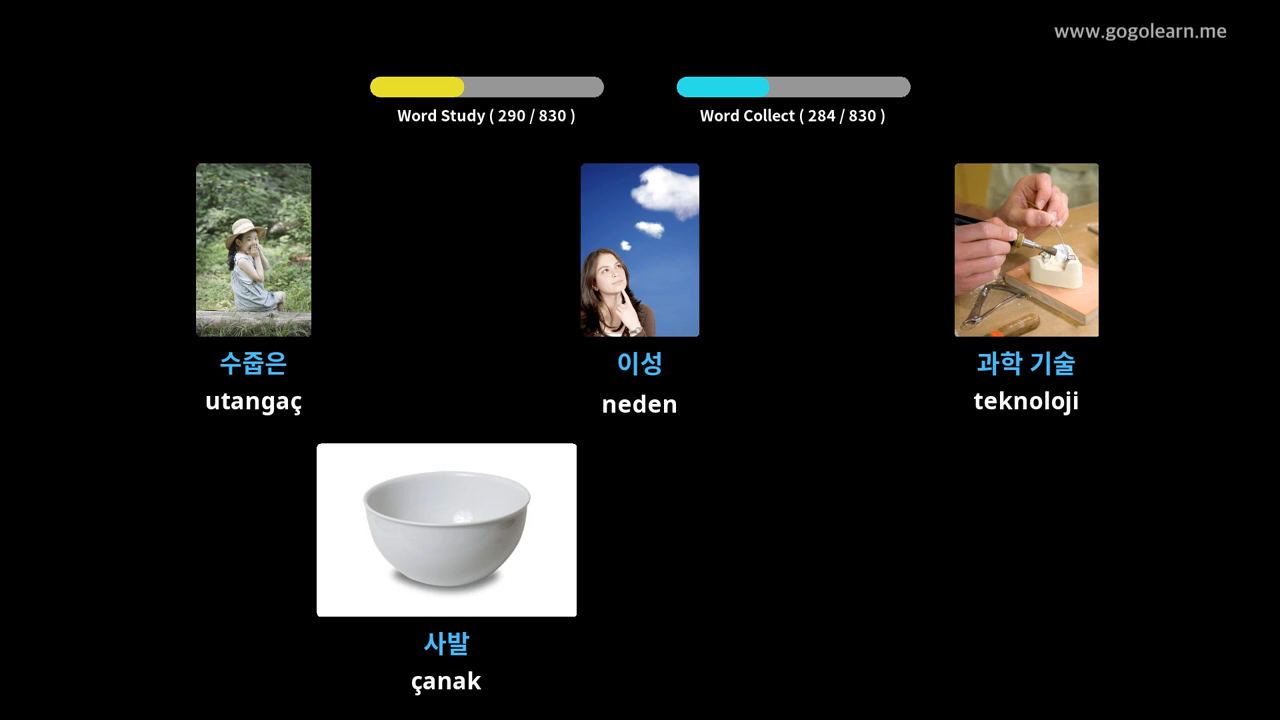 www.gogolearn.me
Word Study ( 290 / 830 )
Word Collect ( 284 / 830 )
수줍은
utangaç
이성
neden
과학 기술
teknoloji
사발
çanak